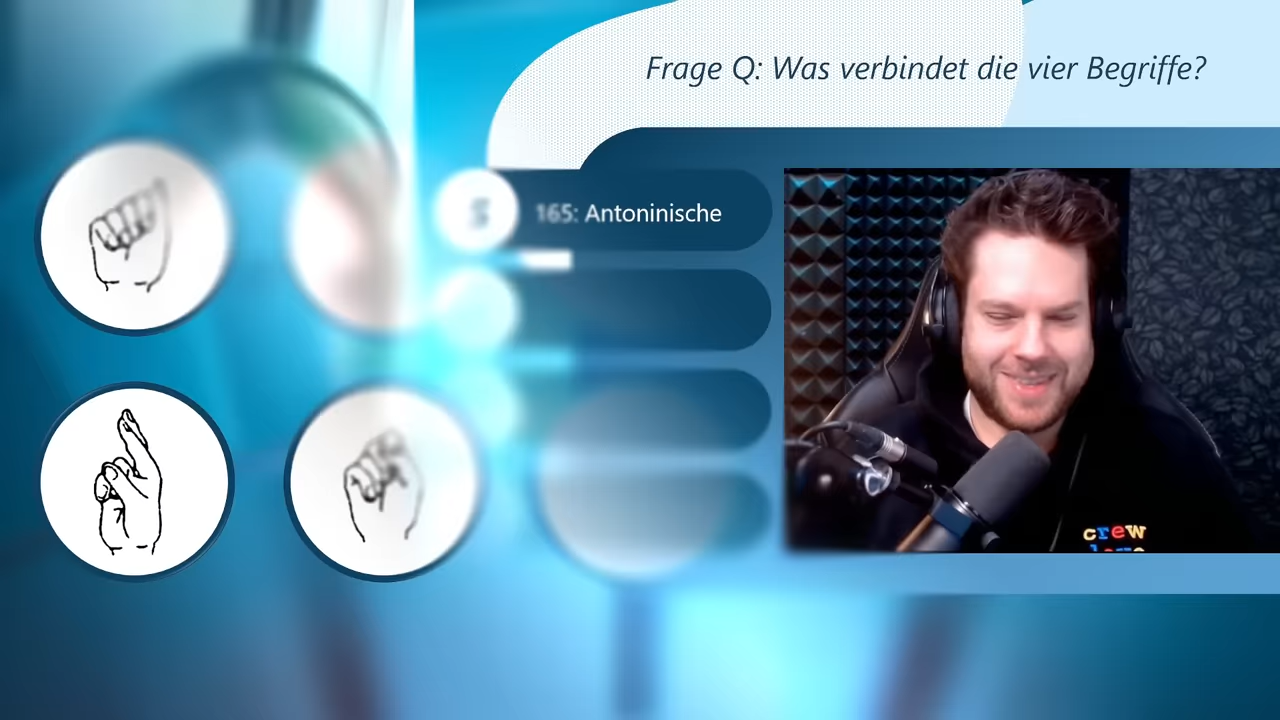 Frage Q: Was verbindet die vier Begriffe?
165: Antoninische
crew